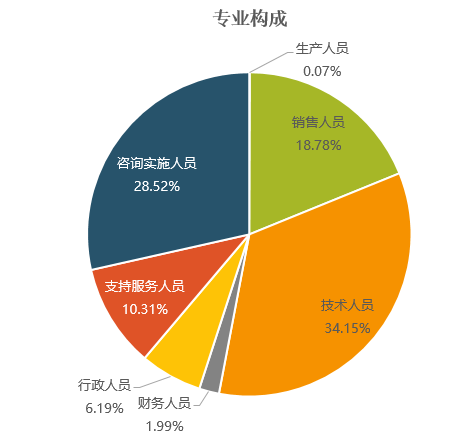 专业构成
生产人员
0.07%
销售人员
18.78%
咨询实施人员
28.52%
支持服务人员
10.31%
技术人员
34.15%
行政人员
6.19%
财务人员
1.99%